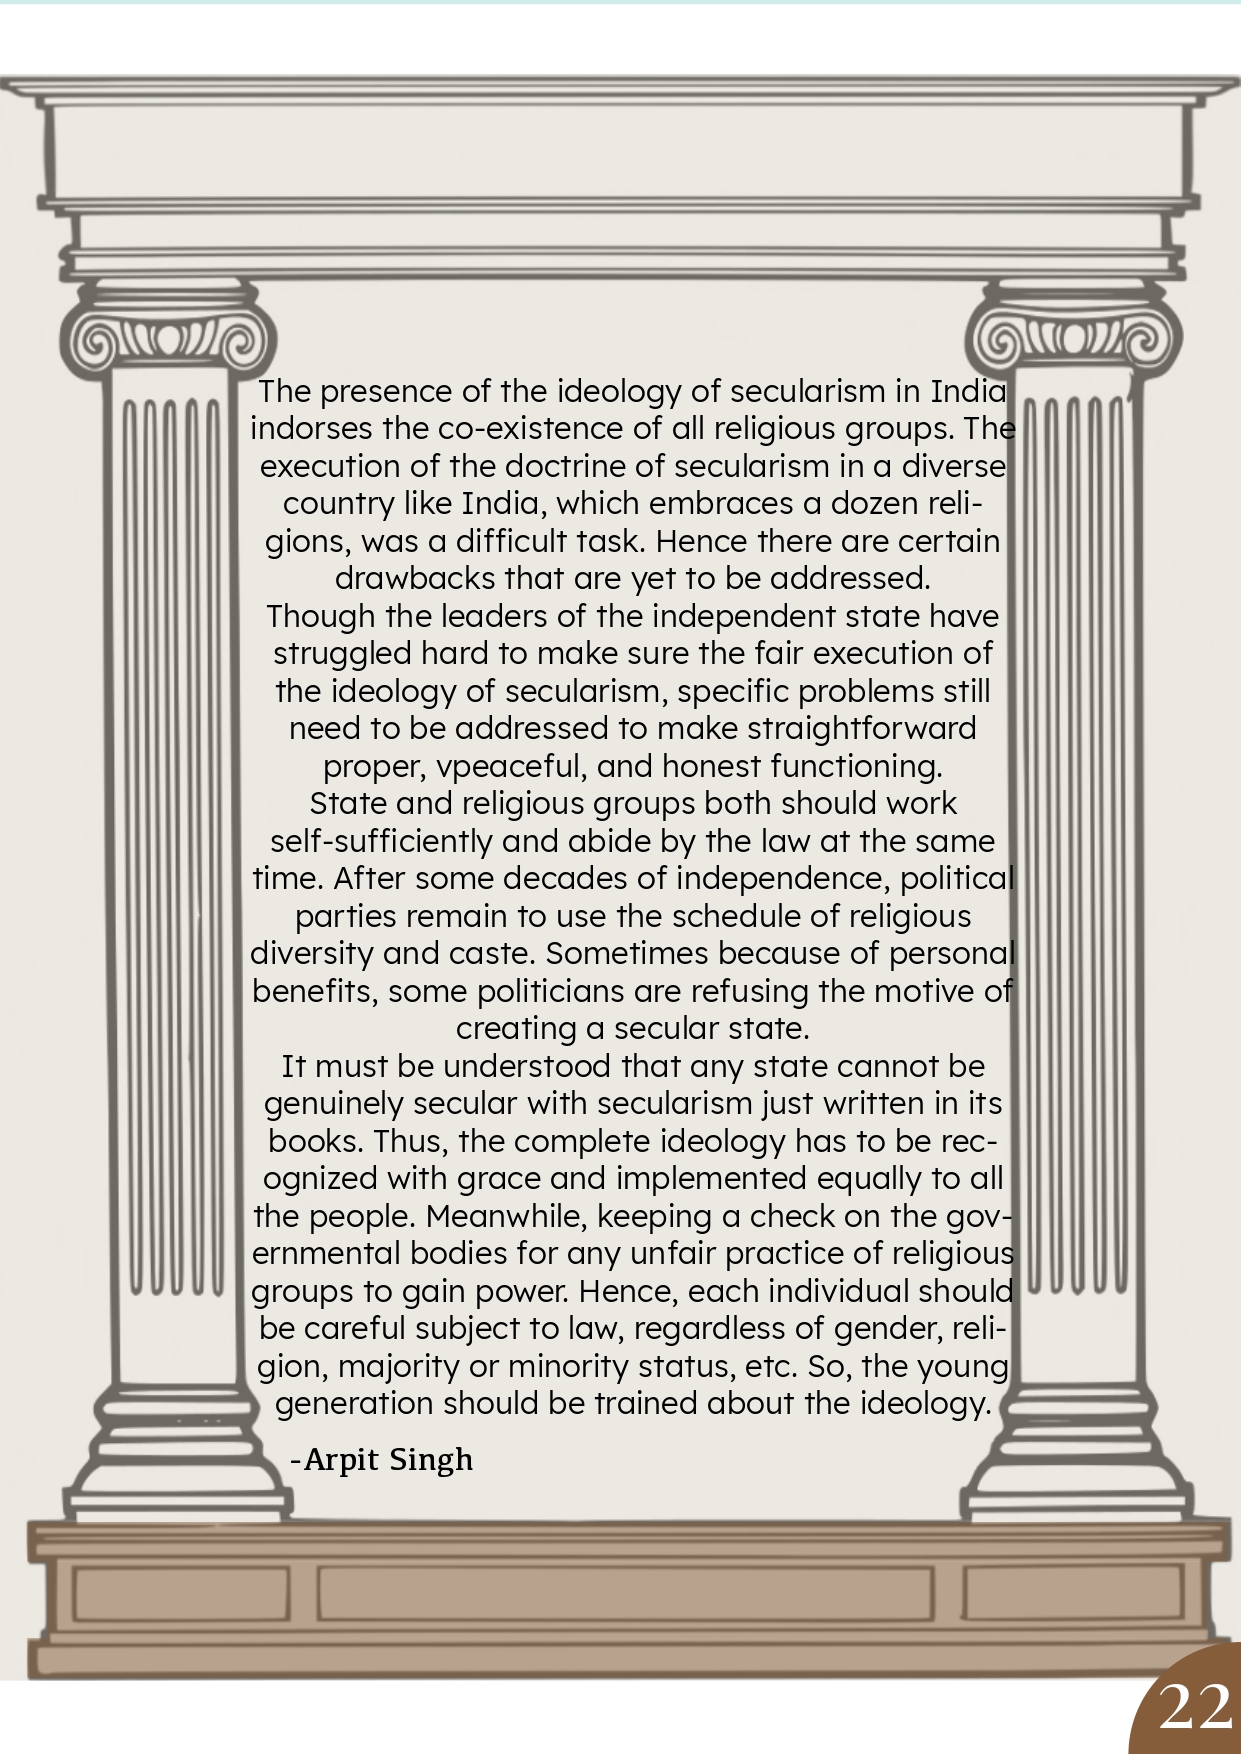 The presence of the ideology of secularism in India
indorses the co-existence of all religious groups. The
execution of the doctrine of secularism in a diverse
country like India, which embraces a dozen reli-
gions, was a difficult task. Hence there are certain
drawbacks that are yet to be addressed.
Though the leaders of the independent state have
struggled hard to make sure the fair execution of
the ideology of secularism, specific problems still
need to be addressed to make straightforward
proper, vpeaceful, and honest functioning.
State and religious groups both should work
self-sufficiently and abide by the law at the same
time. After some decades of independence, political
parties remain to use the schedule of religious
diversity and caste. Sometimes because of personal
benefits, some politicians are refusing the motive of
creating a secular state.
It must be understood that any state cannot be
genuinely secular with secularism just written in its
books. Thus, the complete ideology has to be rec-
ognized with grace and implemented equally to all
the people. Meanwhile, keeping a check on the gov-
ernmental bodies for any unfair practice of religious
groups to gain power. Hence, each individual should
be careful subject to law, regardless of gender, reli-
gion, majority or minority status, etc. So, the young
generation should be trained about the ideology.
-Arpit Singh
22